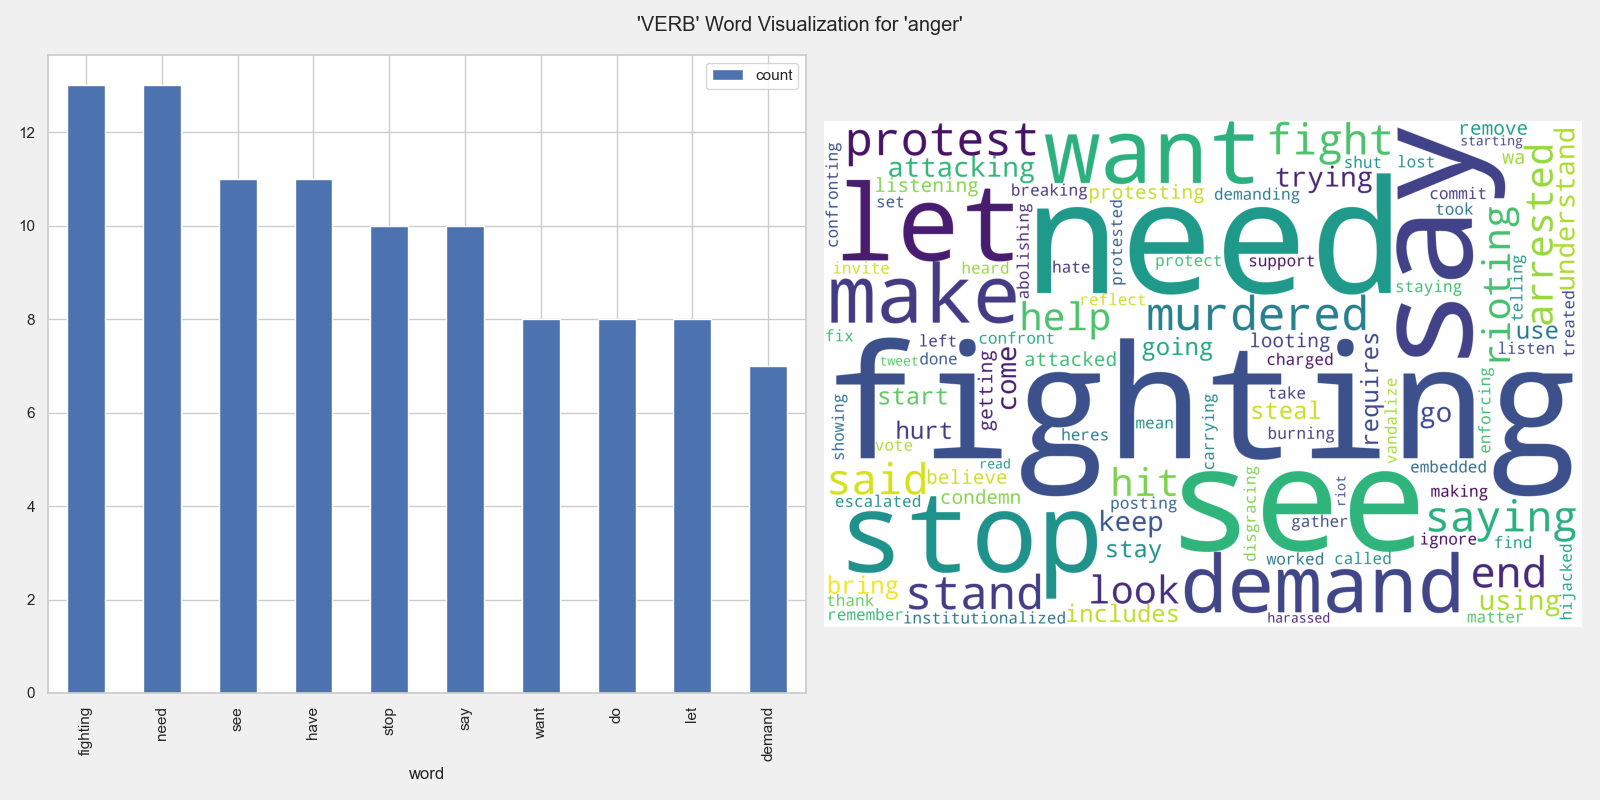 'VERB' Word Visualization for 'anger'
count
12
10
8
6
4
2
0
fighting
need
see
have
stop
say
want
do
let
demand
word
protest
want
fight
remove
starting
attacking
shut
lost
wa
confronting
listening
breaking
protesting
demanding
trying
commit
set
took
let
need
say
arrested
understand
rioting
abolishing
protested
invite
heard
hate
protect
support
staying
telling
treated
make
reflect
help
murdered
use
fix
left
done
confront
going
looting
listen
tweet
attacked
charged
requires
come
getting
fighting
showing
start
take
steal
go
vandalize
enforcing
hurt
vote
heres
mean
carrying
burning
read
said
believe
hit
see
embedded
escalated
condemn
posting
making
disgracing
riot
stop
keep
gather
saying
stay
ignore
find
worked
called
hijacked
bring
stand
look
demand
end
thank
using
remember
institutionalized
includes
harassed
matter